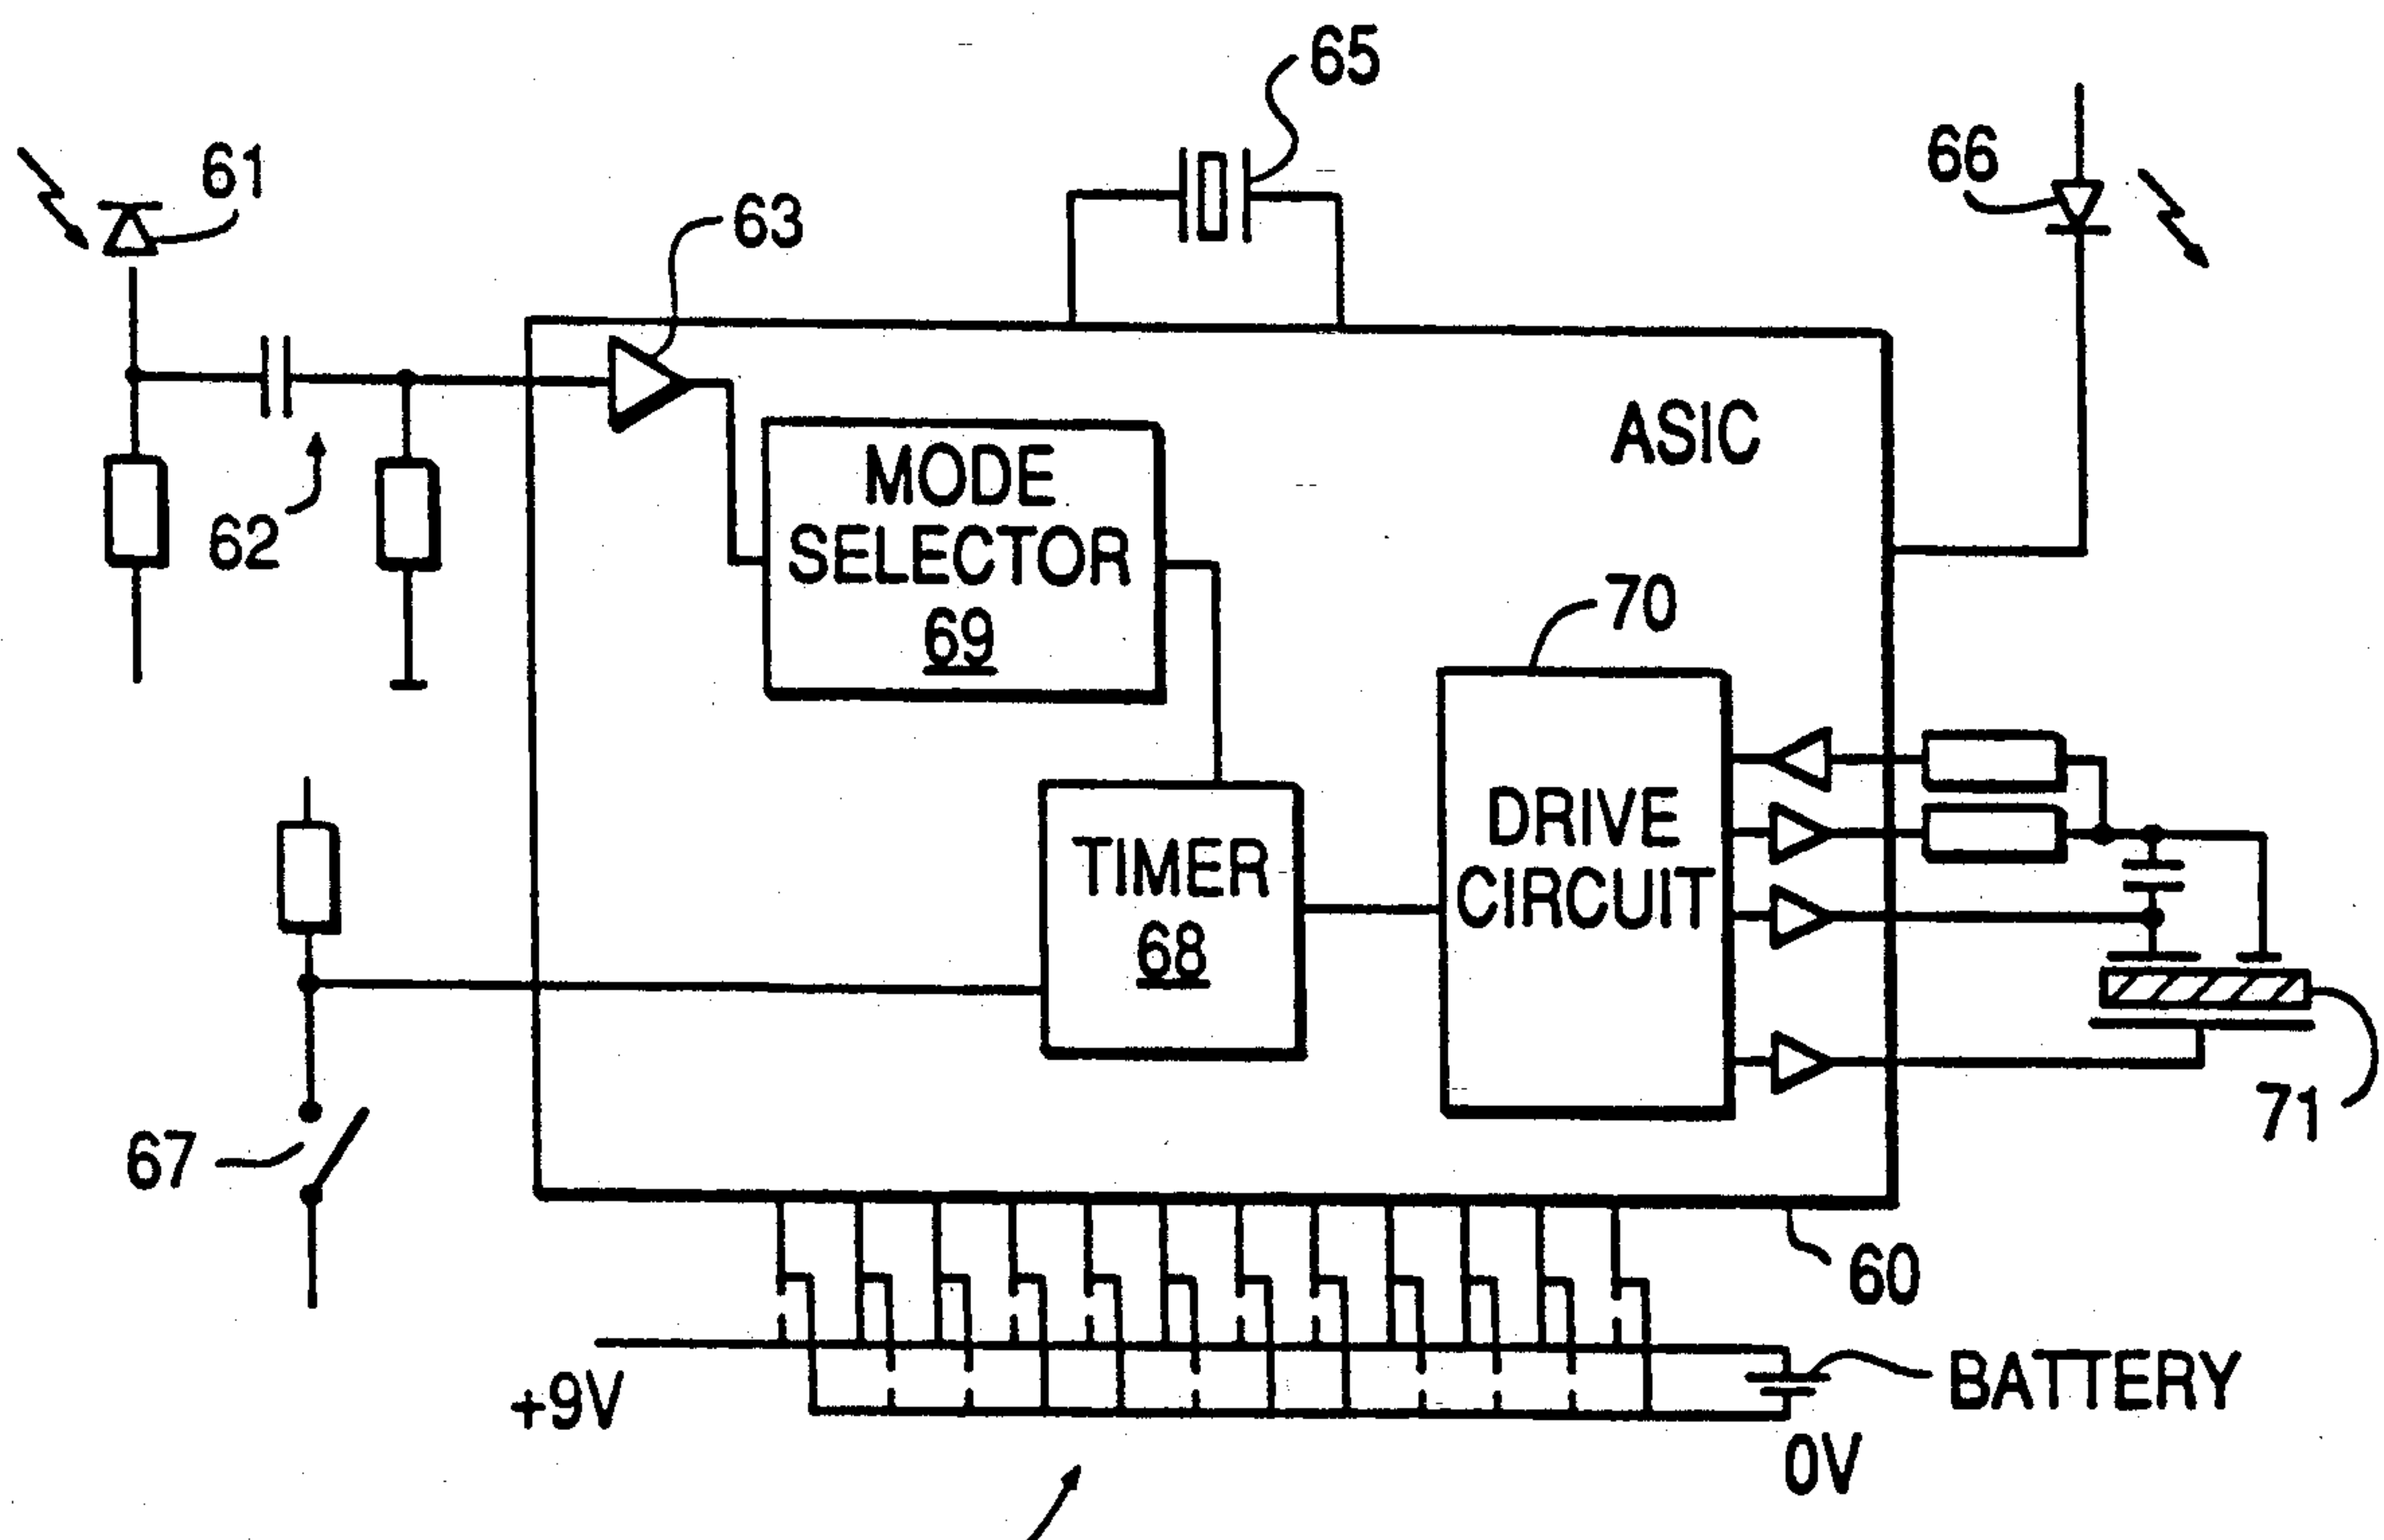 65
61
66
63
ASIC
MODE
SELECTOR
69
62
70
DRIVE
CIRCUIT
TIMER
68
71
67
60
+9V
BATTERY
0V